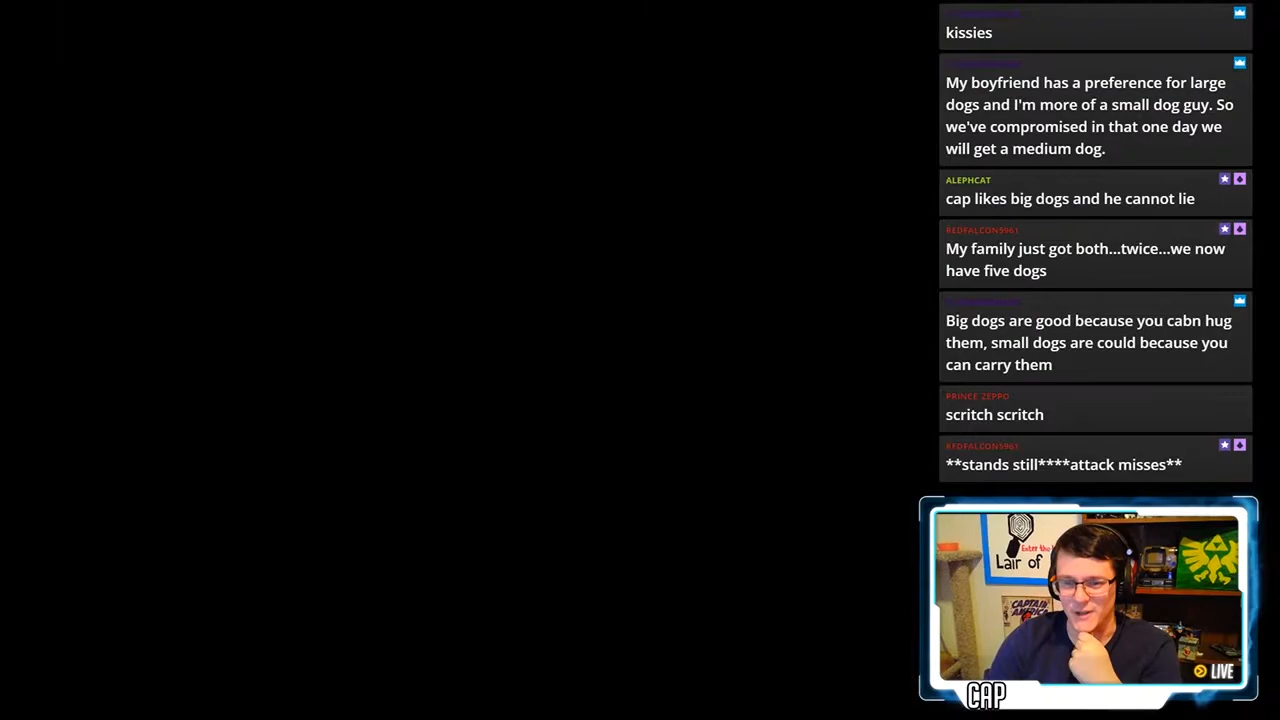 kissies
My boyfriend has a preference for large
dogs and I'm more of a small dog guy. So
we've compromised in that one day we
will get a medium dog.
ALEPHCAT
cap likes big dogs and he cannot lie
REDFALCON5961
My family just got both...twice...we now
have five dogs
Big dogs are good because you cabn hug
them, small dogs are could because you
can carry them
PRINCE ZEPPO
scritch scritch
REDFALCON5961
**stands still****attack misses**
Enter the
Lair of
CAPTAIN
AMERICA
LIVE
CAP